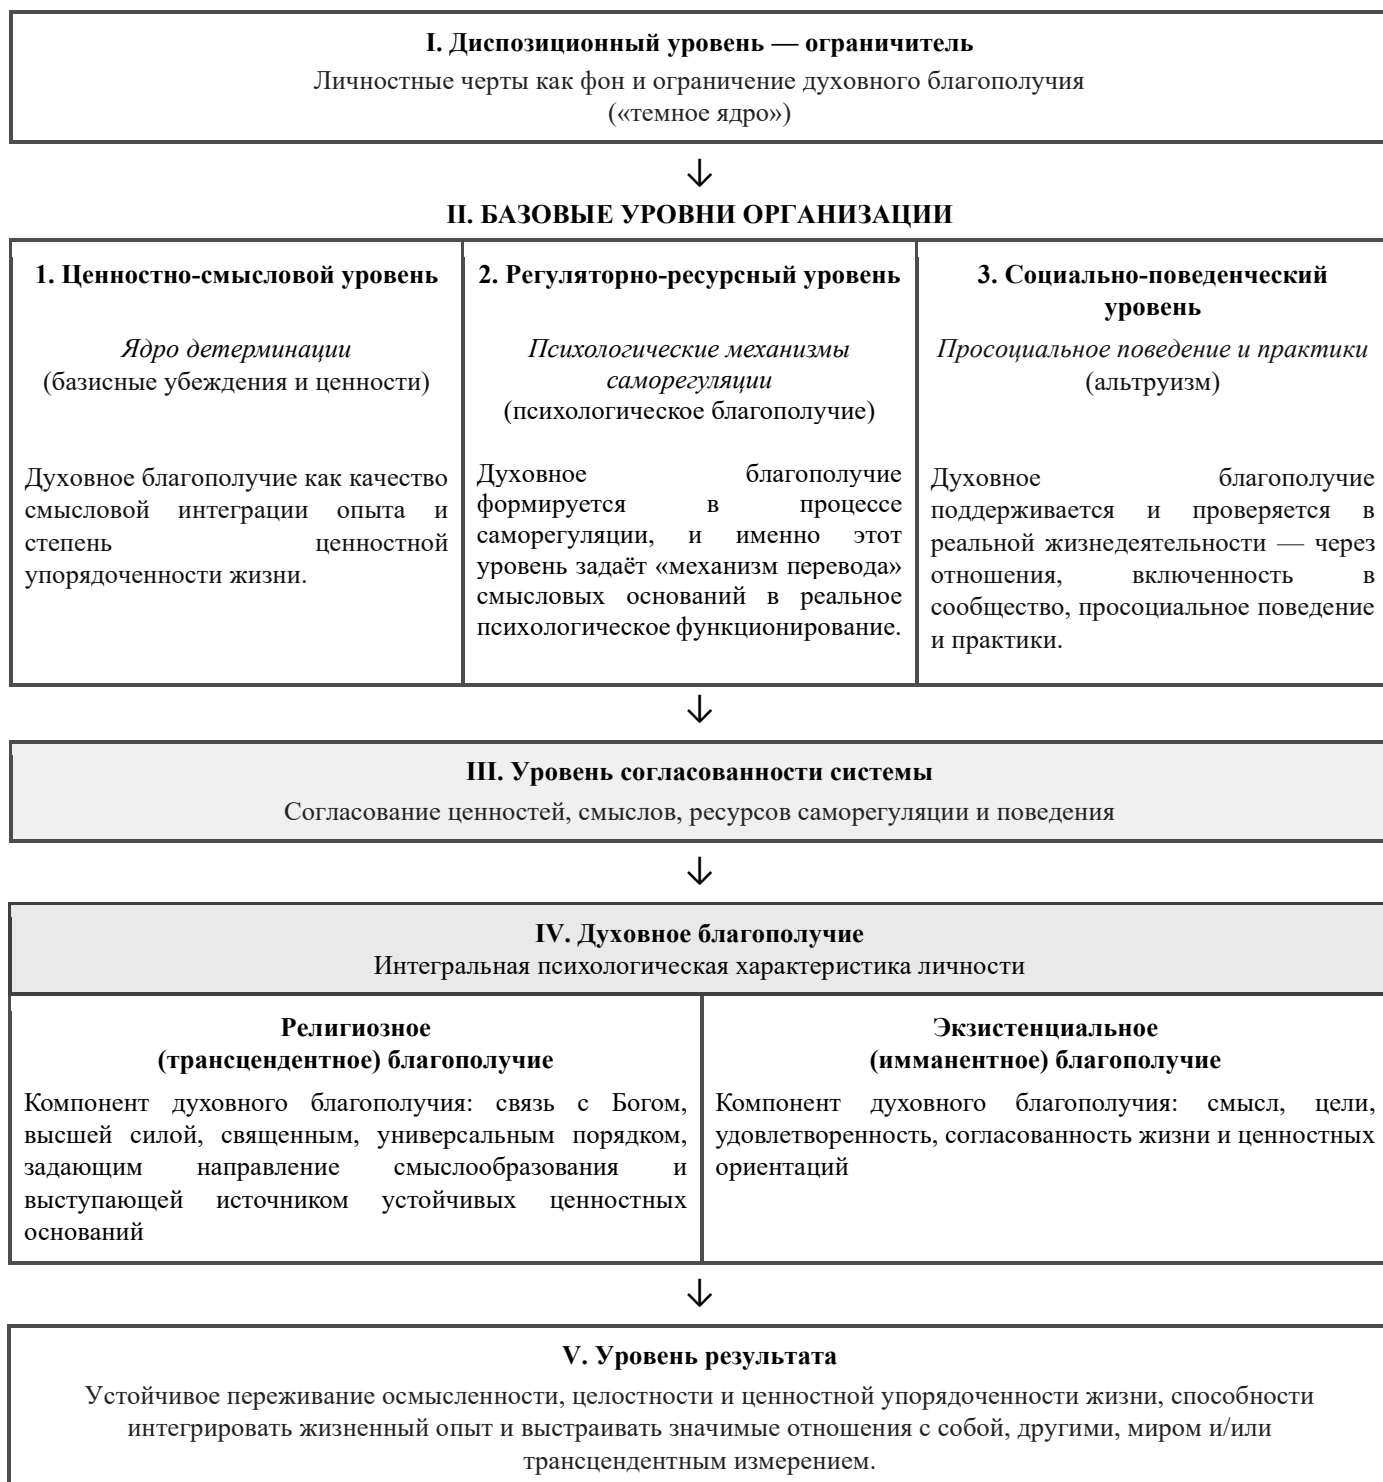 I. Диспозиционный уровень — ограничитель
Личностные черты как фон и ограничение духовного благополучия
(«темное ядро»)
↓
II. БАЗОВЫЕ УРОВНИ ОРГАНИЗАЦИИ
1. Ценностно-смысловой уровень
Ядро детерминации
(базисные убеждения и ценности)
Духовное благополучие как качество
смысловой интеграции опыта и
степень ценностной
упорядоченности жизни.
2. Регуляторно-ресурсный уровень
Психологические механизмы
саморегуляции
(психологическое благополучие)
Духовное благополучие
формируется в процессе
саморегуляции, и именно этот
уровень задаёт «механизм перевода»
смысловых оснований в реальное
психологическое функционирование.
3. Социально-поведенческий
уровень
Просоциальное поведение и практики
(альтруизм)
Духовное благополучие
поддерживается и проверяется в
реальной жизнедеятельности — через
отношения, включенность в
сообщество, просоциальное поведение
и практики.
↓
III. Уровень согласованности системы
Согласование ценностей, смыслов, ресурсов саморегуляции и поведения
↓
IV. Духовное благополучие
Интегральная психологическая характеристика личности
Религиозное
(трансцендентное) благополучие
Компонент духовного благополучия: связь с Богом,
высшей силой, священным, универсальным порядком,
задающим направление смыслообразования и
выступающей источником устойчивых ценностных
оснований
Экзистенциальное
(имманентное) благополучие
Компонент духовного благополучия: смысл, цели,
удовлетворенность, согласованность жизни и ценностных
ориентаций
↓
V. Уровень результата
Устойчивое переживание осмысленности, целостности и ценностной упорядоченности жизни, способности
интегрировать жизненный опыт и выстраивать значимые отношения с собой, другими, миром и/или
трансцендентным измерением.